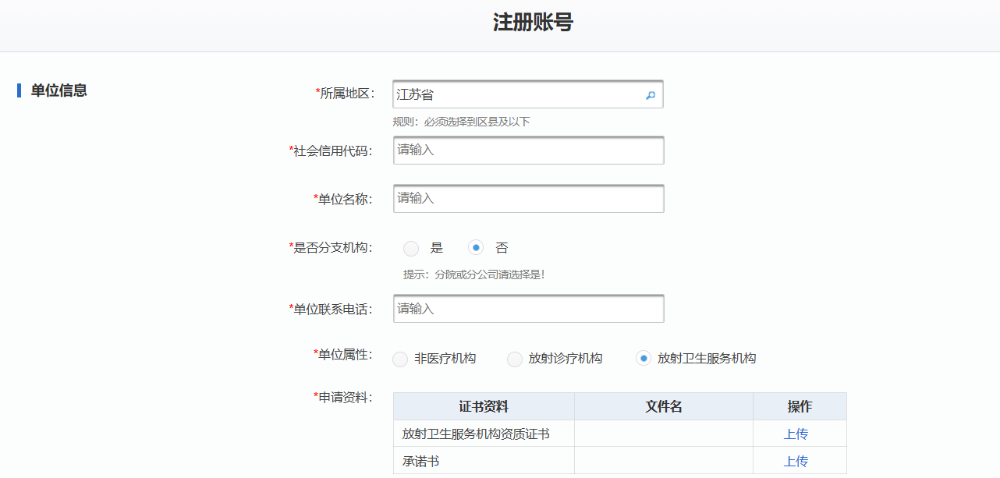 注册账号
单位信息
*所属地区： 江苏省
规则：必须选择到区县及以下
*社会信用代码： 请输入
*单位名称： 请输入
*是否分支机构： 是 否
提示：分院或分公司请选择是！
*单位联系电话： 请输入
*单位属性： 非医疗机构 放射诊疗机构 放射卫生服务机构
*申请资料： 证书资料 文件名 操作
放射卫生服务机构资质证书 上传
承诺书 上传